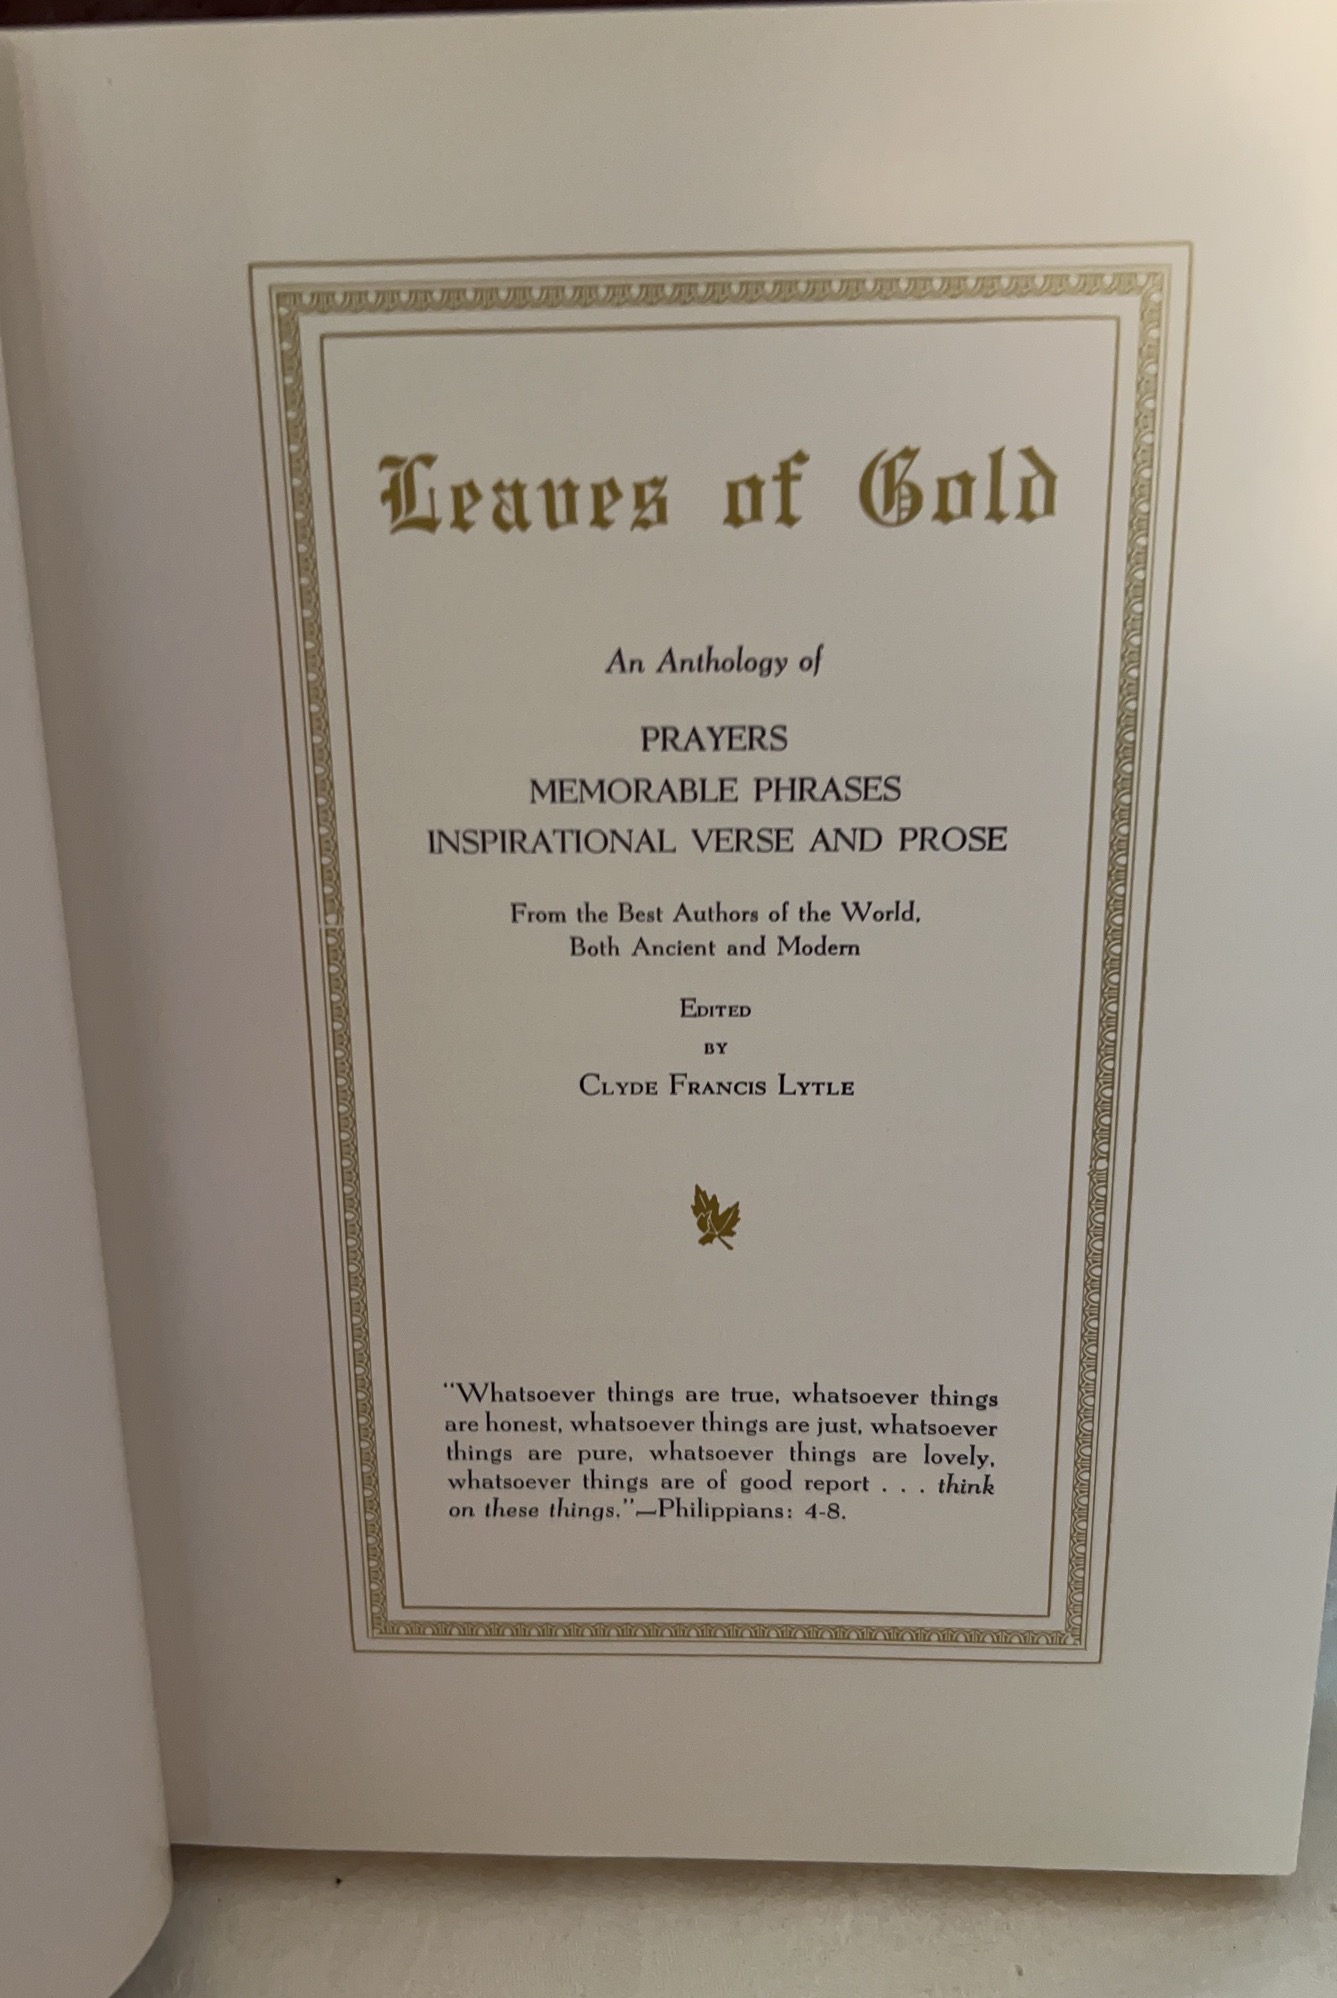 Leaves of Gold
An Anthology of
PRAYERS
MEMORABLE PHRASES
INSPIRATIONAL VERSE AND PROSE
From the Best Authors of the World,
Both Ancient and Modern
EDITED
BY
CLYDE FRANCIS LYTLE
"Whatsoever things are true, whatsoever things
are honest, whatsoever things are just, whatsoever
things are pure, whatsoever things are lovely,
whatsoever things are of good report . . . think
on these things."—Philippians: 4-8.